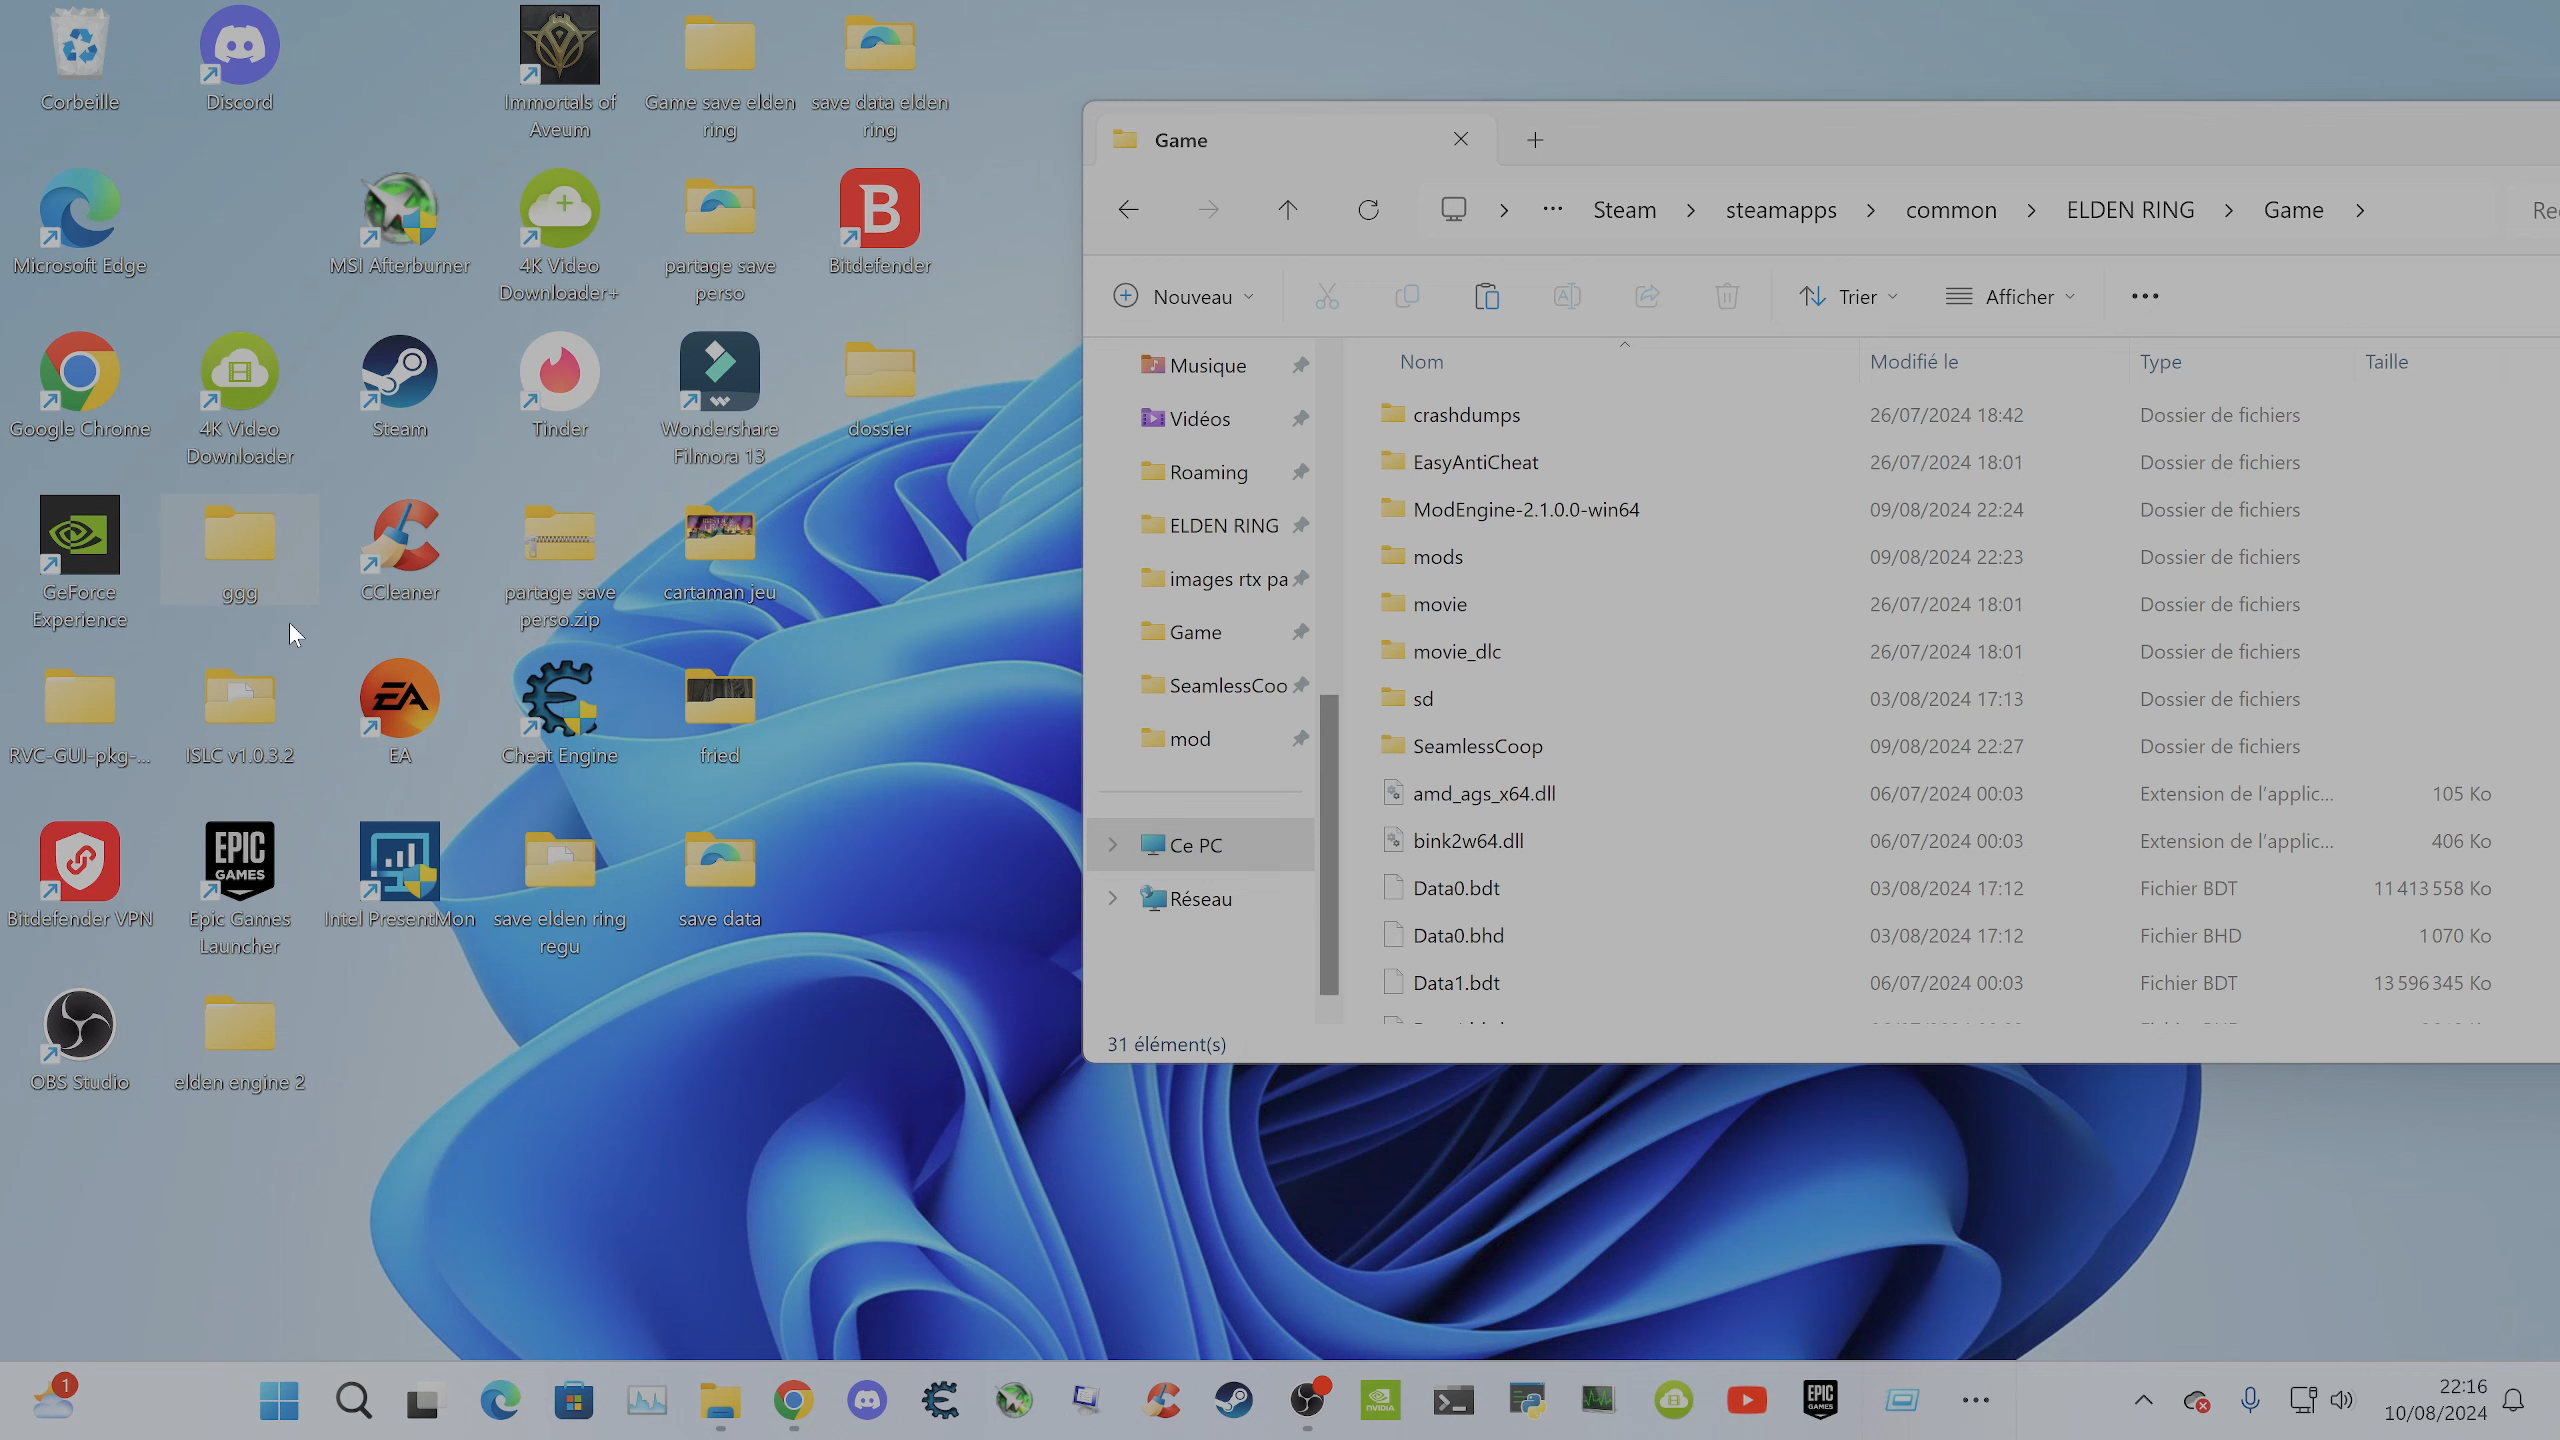 Corbeille
Discord
Immortals of
Aveum
Game save elden
ring
save data elden
ring
Microsoft Edge
MSI Afterburner
4K Video
Downloader+
partage save
perso
B
Bitdefender
Google Chrome
4K Video
Downloader
Steam
Tinder
Wondershare
Filmora 13
dossier
GeForce
Experience
ggg
CCleaner
partage save
perso.zip
cartaman jeu
RVC-GUI-pkg-...
ISLC v1.0.3.2
EA
EA
Cheat Engine
fried
Bitdefender VPN
EPIC
GAMES
Epic Games
Launcher
Intel PresentMon
save elden ring
regu
save data
OBS Studio
elden engine 2
Game
Steam
steamapps
common
ELDEN RING
Game
Nouveau
Trier
Afficher
Musique
Vidéos
Roaming
ELDEN RING
images rtx pa
Game
SeamlessCoo
mod
Ce PC
Réseau
Nom Modifié le Type Taille
crashdumps 26/07/2024 18:42 Dossier de fichiers
EasyAntiCheat 26/07/2024 18:01 Dossier de fichiers
ModEngine-2.1.0.0-win64 09/08/2024 22:24 Dossier de fichiers
mods 09/08/2024 22:23 Dossier de fichiers
movie 26/07/2024 18:01 Dossier de fichiers
movie_dlc 26/07/2024 18:01 Dossier de fichiers
sd 03/08/2024 17:13 Dossier de fichiers
SeamlessCoop 09/08/2024 22:27 Dossier de fichiers
amd_ags_x64.dll 06/07/2024 00:03 Extension de l'applic... 105 Ko
bink2w64.dll 06/07/2024 00:03 Extension de l'applic... 406 Ko
Data0.bdt 03/08/2024 17:12 Fichier BDT 11 413 558 Ko
Data0.bhd 03/08/2024 17:12 Fichier BHD 1 070 Ko
Data1.bdt 06/07/2024 00:03 Fichier BDT 13 596 345 Ko
31 élément(s)
1
NVIDIA
EPIC
GAMES
22:16
10/08/2024